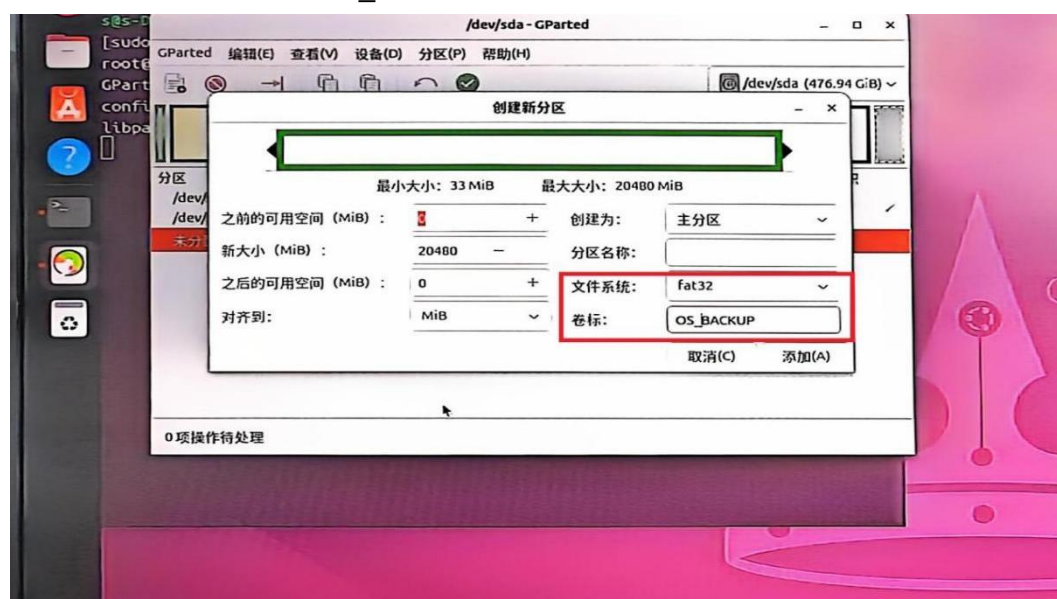 s@s-D
/dev/sda - GParted
[sudo
root@
GPart
confi
libpa
GParted 编辑(E) 查看(V) 设备(D) 分区(P) 帮助(H)
/dev/sda (476.94 GiB)
创建新分区
最小大小: 33 MiB 最大大小: 20480 MiB
分区
/dev/
/dev/
未分
之前的可用空间 (MiB) : 0
创建为: 主分区
新大小 (MiB) : 20480
分区名称:
之后的可用空间 (MiB) : 0
文件系统: fat32
对齐到: MiB
卷标: OS_BACKUP
取消(C) 添加(A)
0 项操作待处理